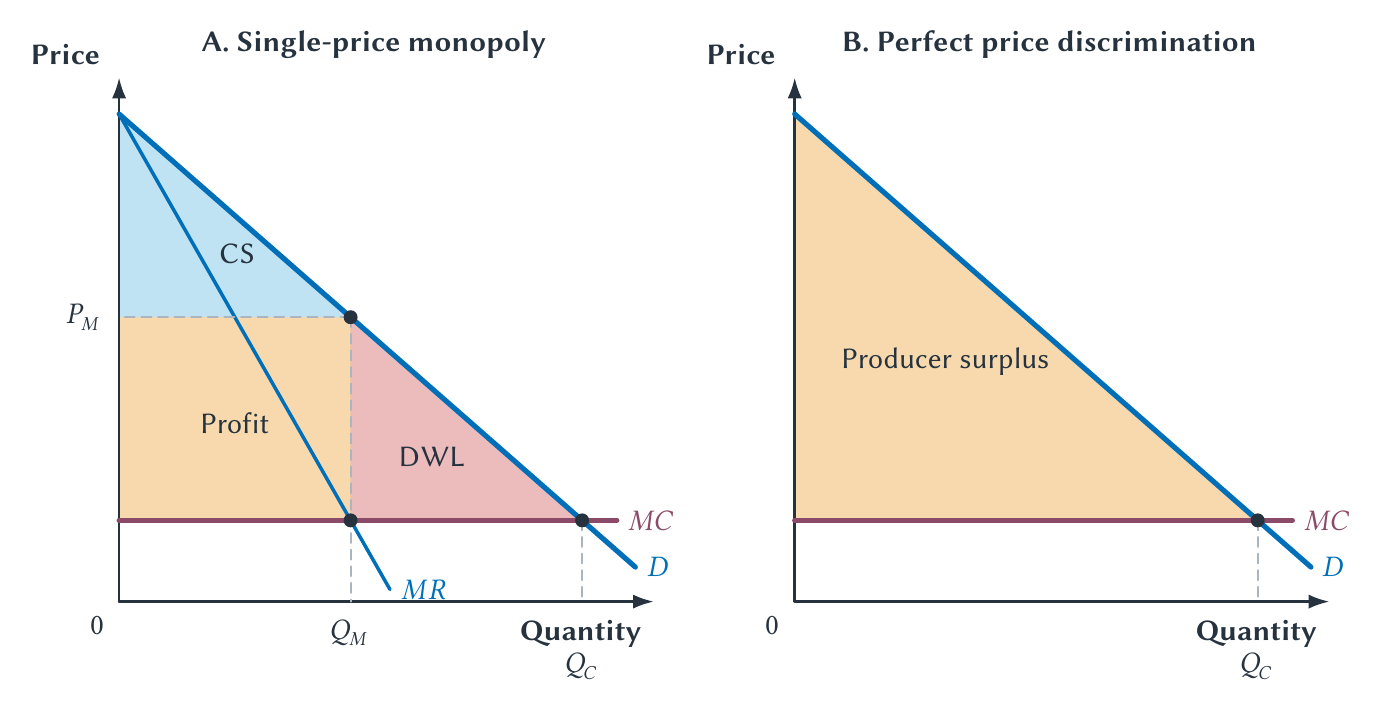 A. Single-price monopoly
Price
CS
P_M
Profit
DWL
MC
D
MR
0
Q_M
Quantity
Q_C
B. Perfect price discrimination
Price
Producer surplus
MC
D
0
Quantity
Q_C